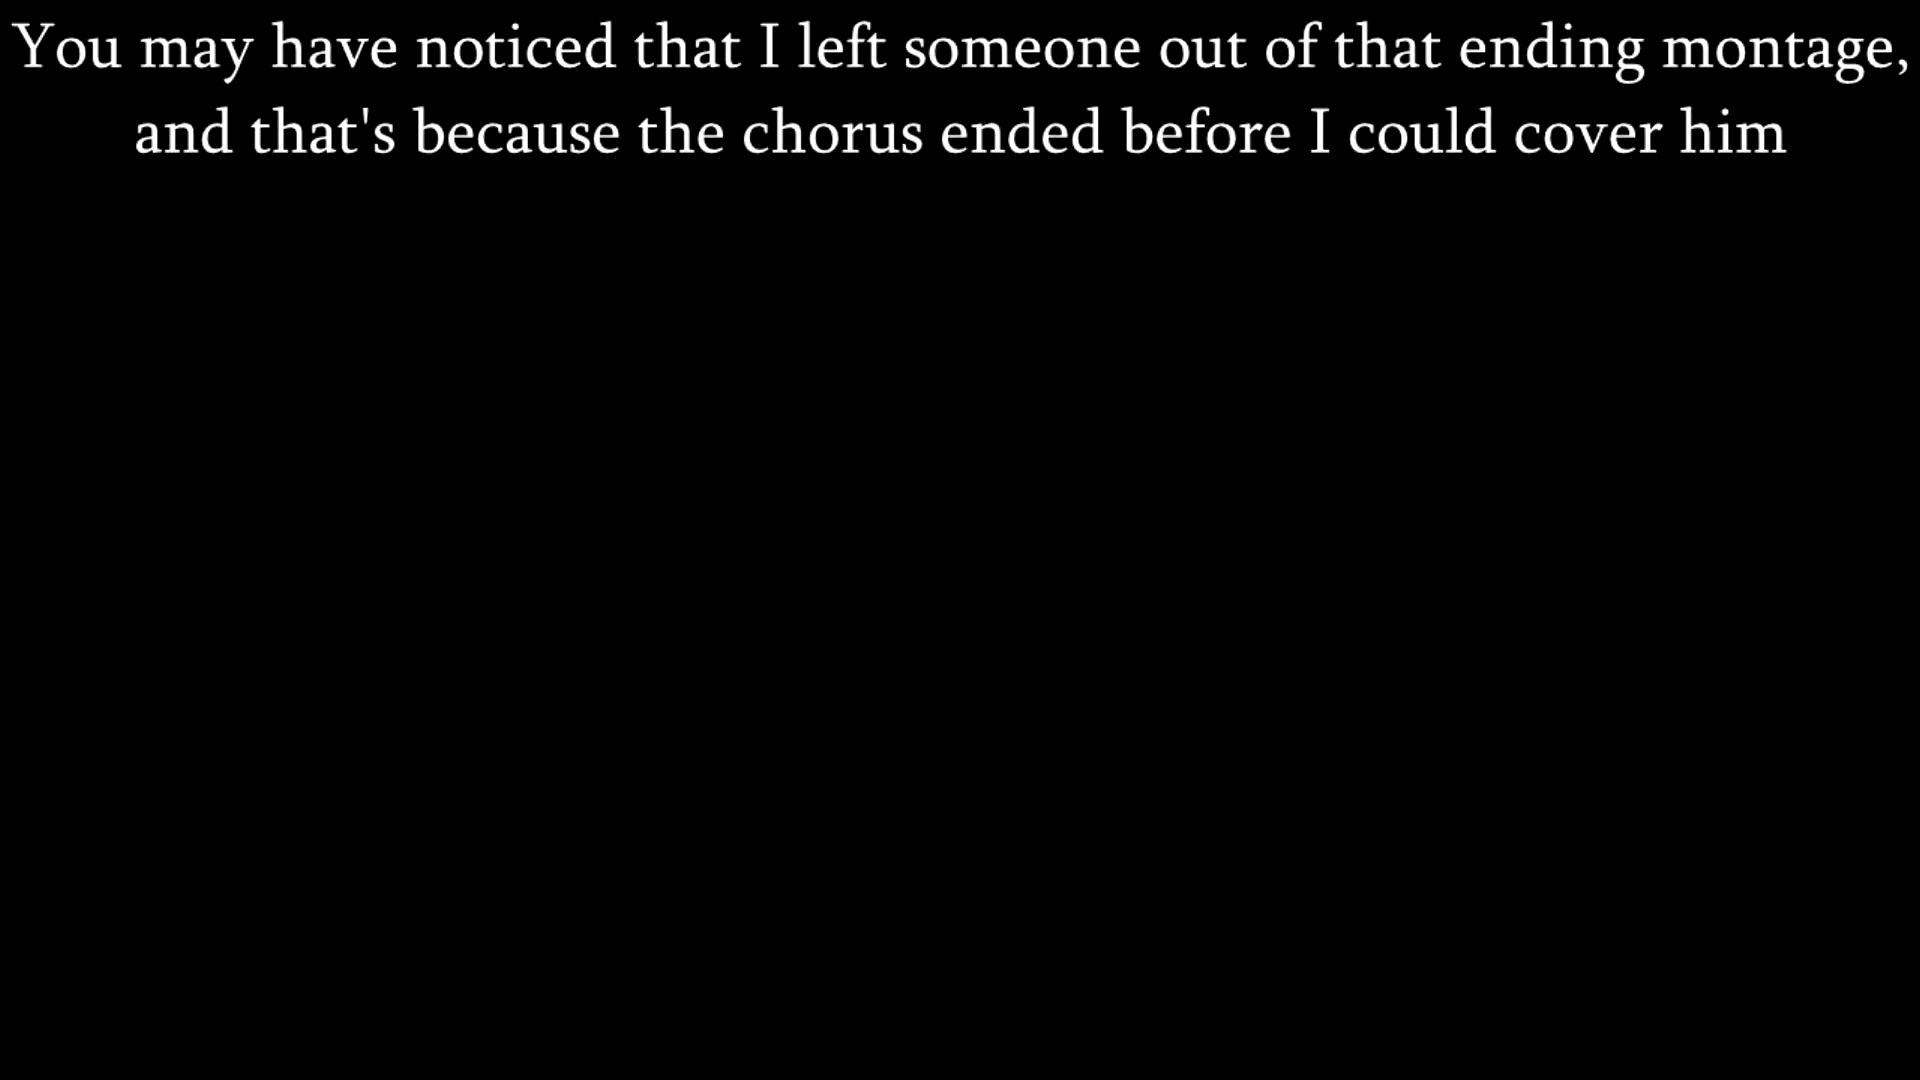 You may have noticed that I left someone out of that ending montage,
and that's because the chorus ended before I could cover him